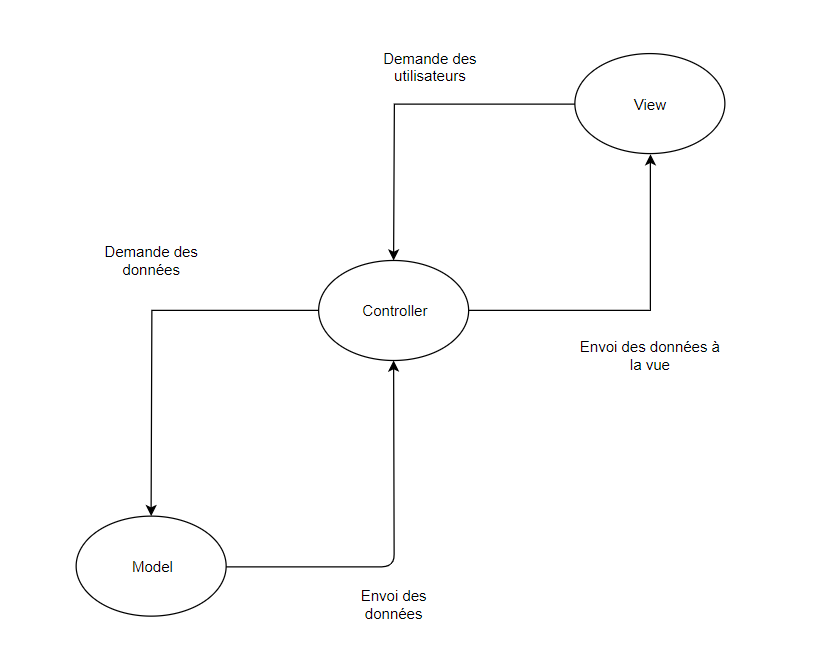 Demande des
utilisateurs
View
Demande des
données
Controller
Envoi des données à
la vue
Model
Envoi des
données